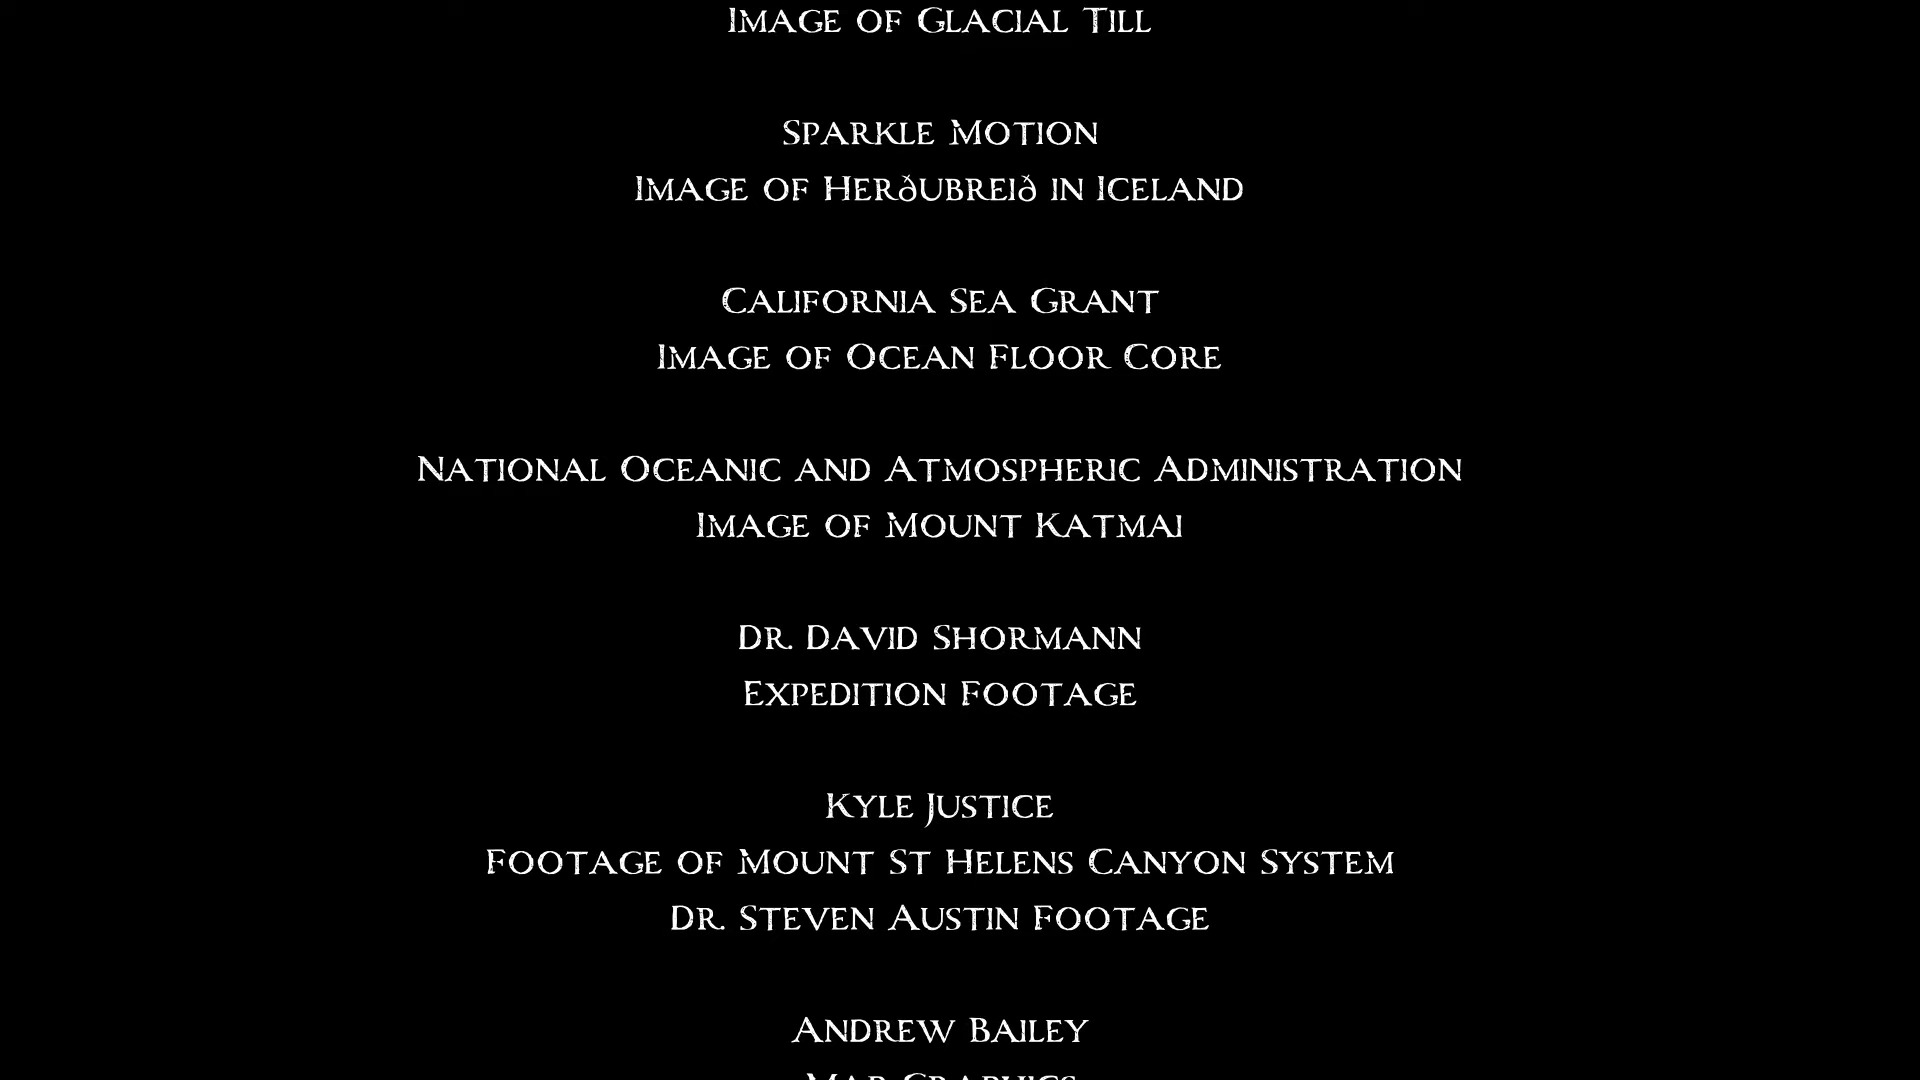 Image of Glacial Till
Sparkle Motion
Image of Herðubreið in Iceland
California Sea Grant
Image of Ocean Floor Core
National Oceanic and Atmospheric Administration
Image of Mount Katmai
Dr. David Shormann
Expedition Footage
Kyle Justice
Footage of Mount St Helens Canyon System
Dr. Steven Austin Footage
Andrew Bailey
Map Graphics